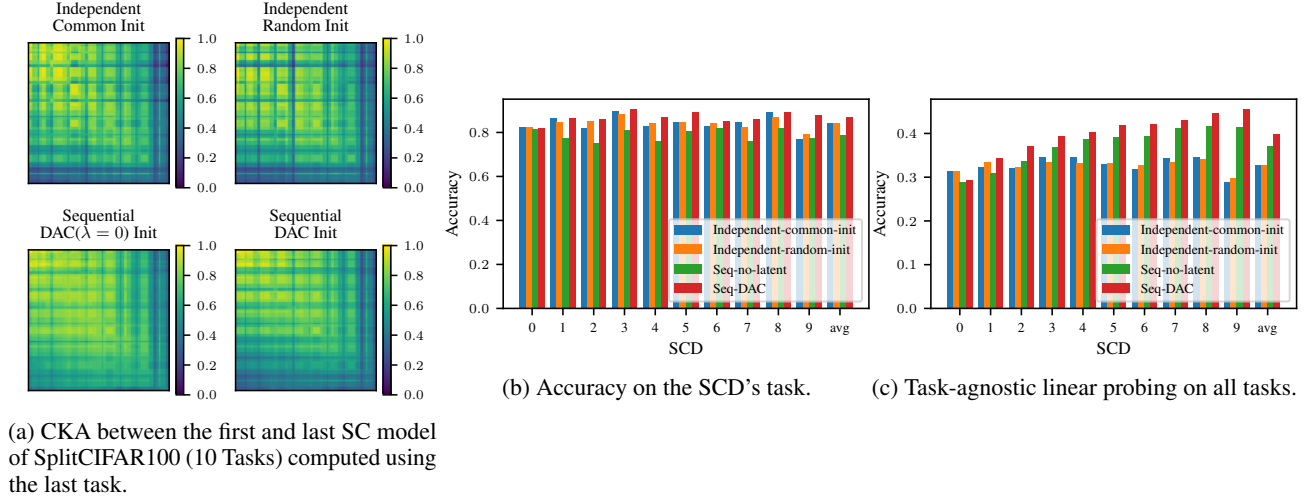 Independent
Common Init
1.0
0.8
0.6
0.4
0.2
0.0
Independent
Random Init
1.0
0.8
0.6
0.4
0.2
0.0
Sequential
DAC(λ = 0) Init
1.0
0.8
0.6
0.4
0.2
0.0
Sequential
DAC Init
1.0
0.8
0.6
0.4
0.2
0.0
(a) CKA between the first and last SC model
of SplitCIFAR100 (10 Tasks) computed using
the last task.
Accuracy
0.8
0.6
0.4
0.2
0.0
Independent-common-init
Independent-random-init
Seq-no-latent
Seq-DAC
0 1 2 3 4 5 6 7 8 9 avg
SCD
(b) Accuracy on the SCD's task.
Accuracy
0.4
0.3
0.2
0.1
0.0
Independent-common-init
Independent-random-init
Seq-no-latent
Seq-DAC
0 1 2 3 4 5 6 7 8 9 avg
SCD
(c) Task-agnostic linear probing on all tasks.